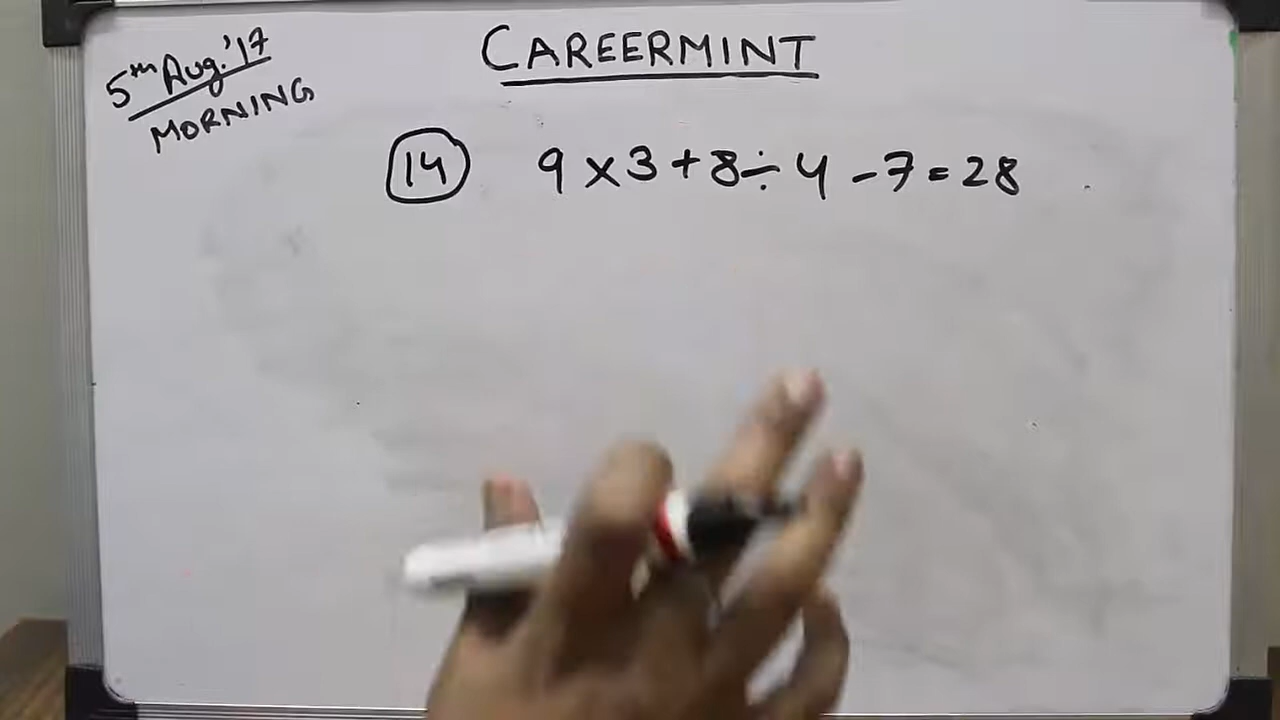 CAREERMINT
5th Aug.'17
MORNING
14 9 × 3 + 8 ÷ 4 - 7 = 28